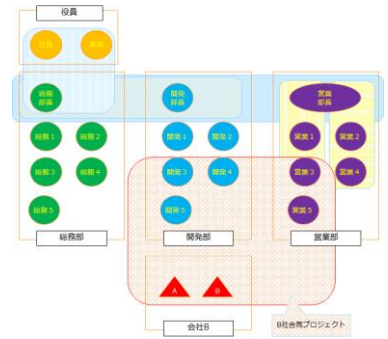 役員
社長
総務
部長
開発
部長
営業
部長
総務1
総務2
開発1
開発2
営業1
営業2
総務3
総務4
開発3
開発4
営業3
営業4
総務5
開発5
営業5
総務部
開発部
営業部
A
B
会社B
B社合同プロジェクト